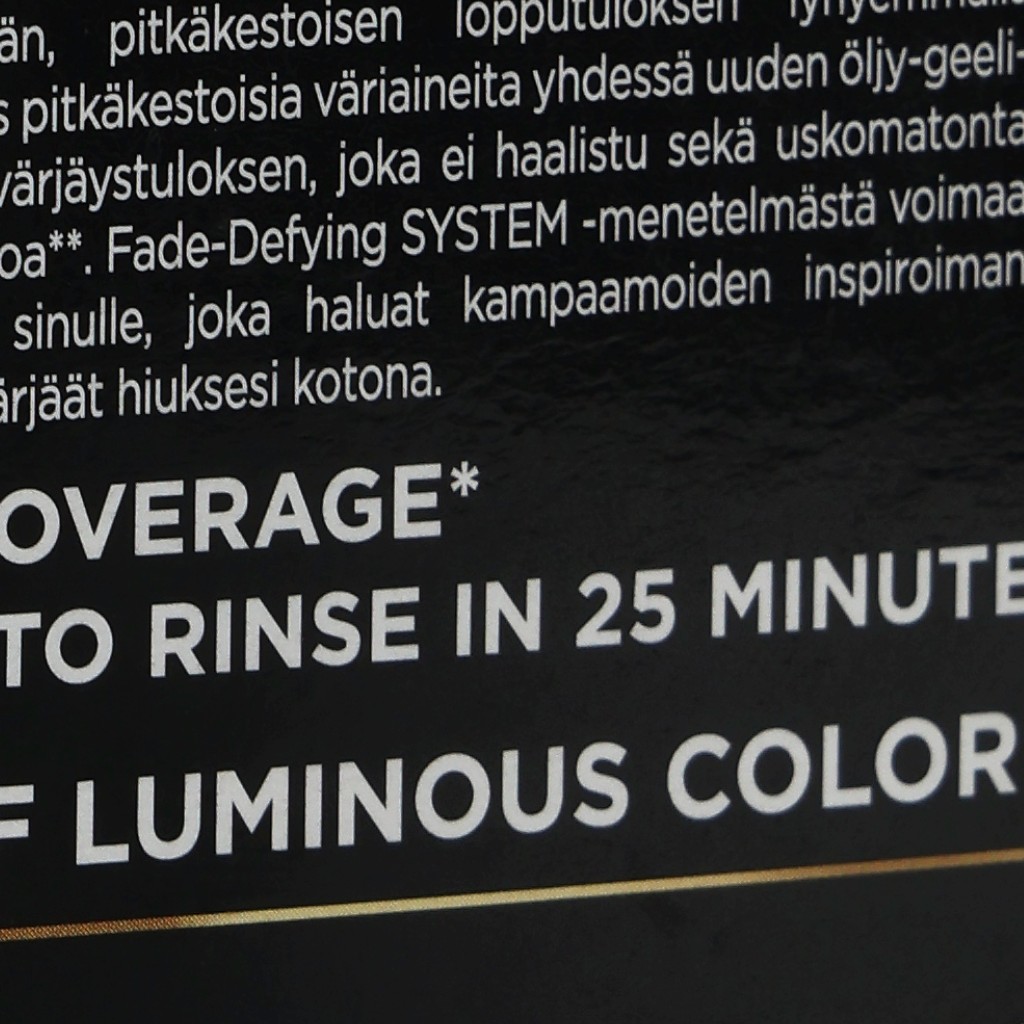 än, pitkäkestoisen lopputuloksen
s pitkäkestoisia väriaineita yhdessä uuden öljy-geeli-
värjäystuloksen, joka ei haalistu sekä uskomatonta
oa**. Fade-Defying SYSTEM -menetelmästä voimaa
sinulle, joka haluat kampaamoiden inspiroiman
ärjäät hiuksesi kotona.
OVERAGE*
TO RINSE IN 25 MINUTE
F LUMINOUS COLOR